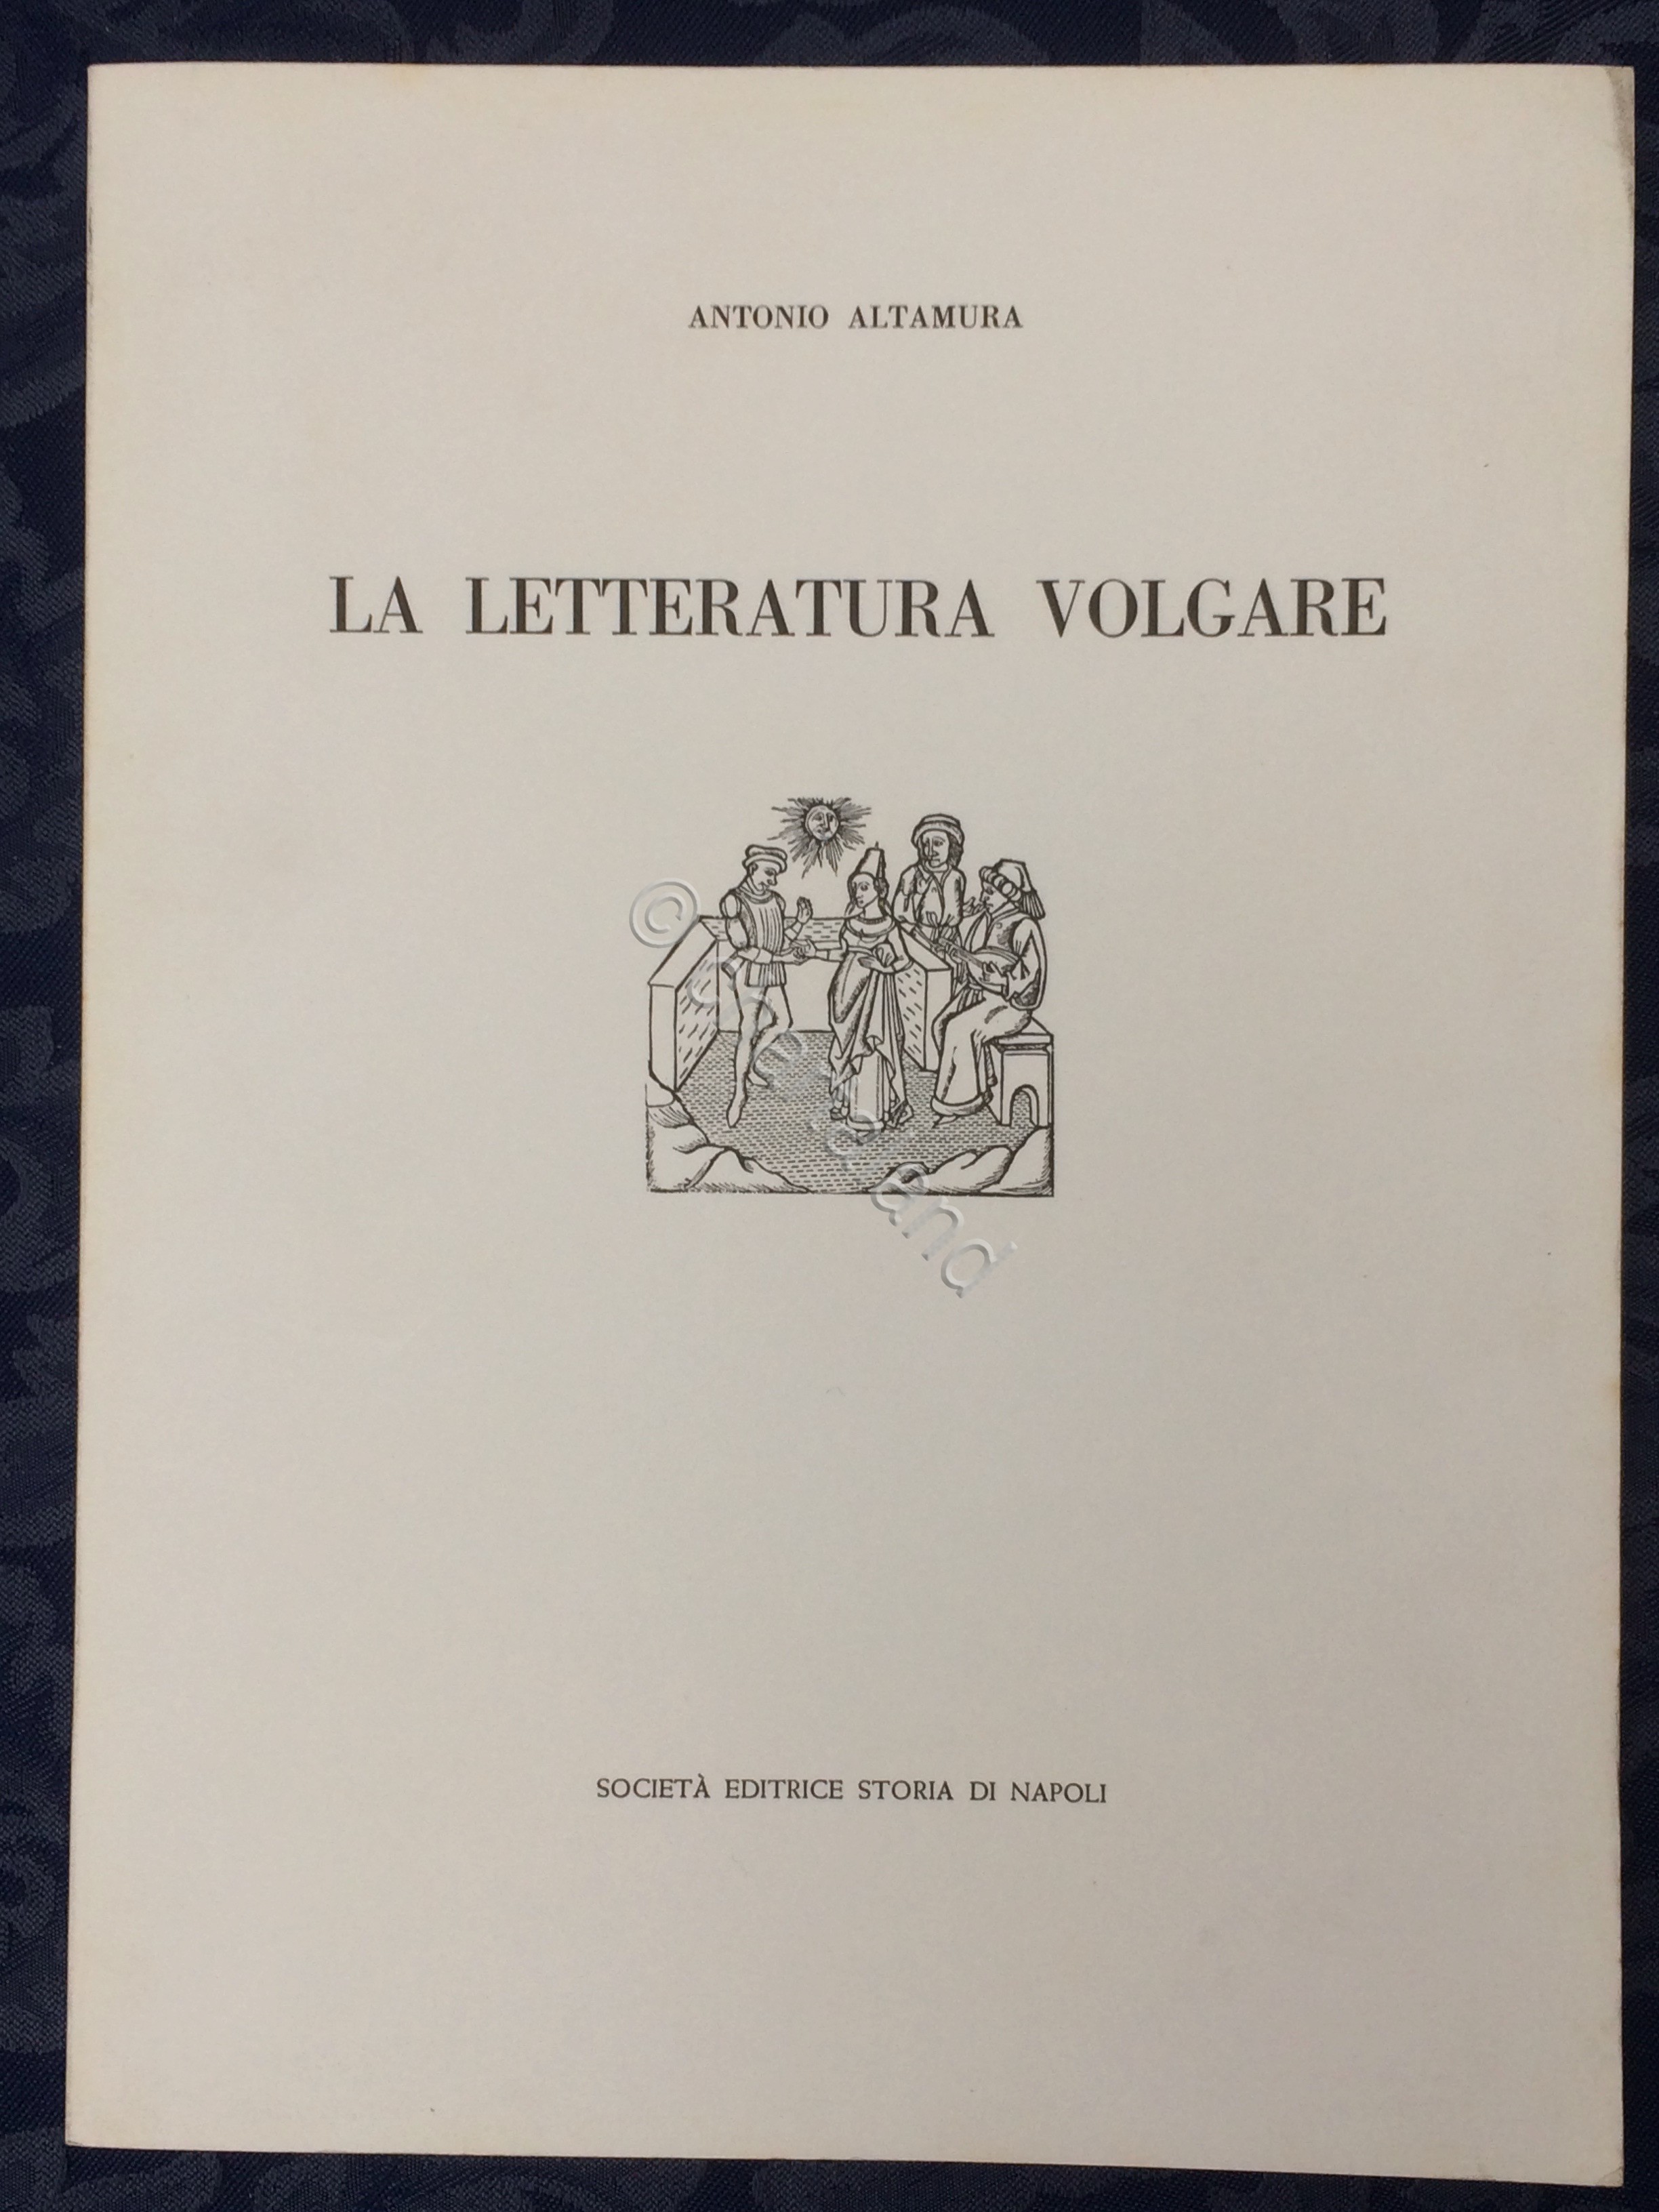 ANTONIO ALTAMURA
LA LETTERATURA VOLGARE
SOCIETÀ EDITRICE STORIA DI NAPOLI